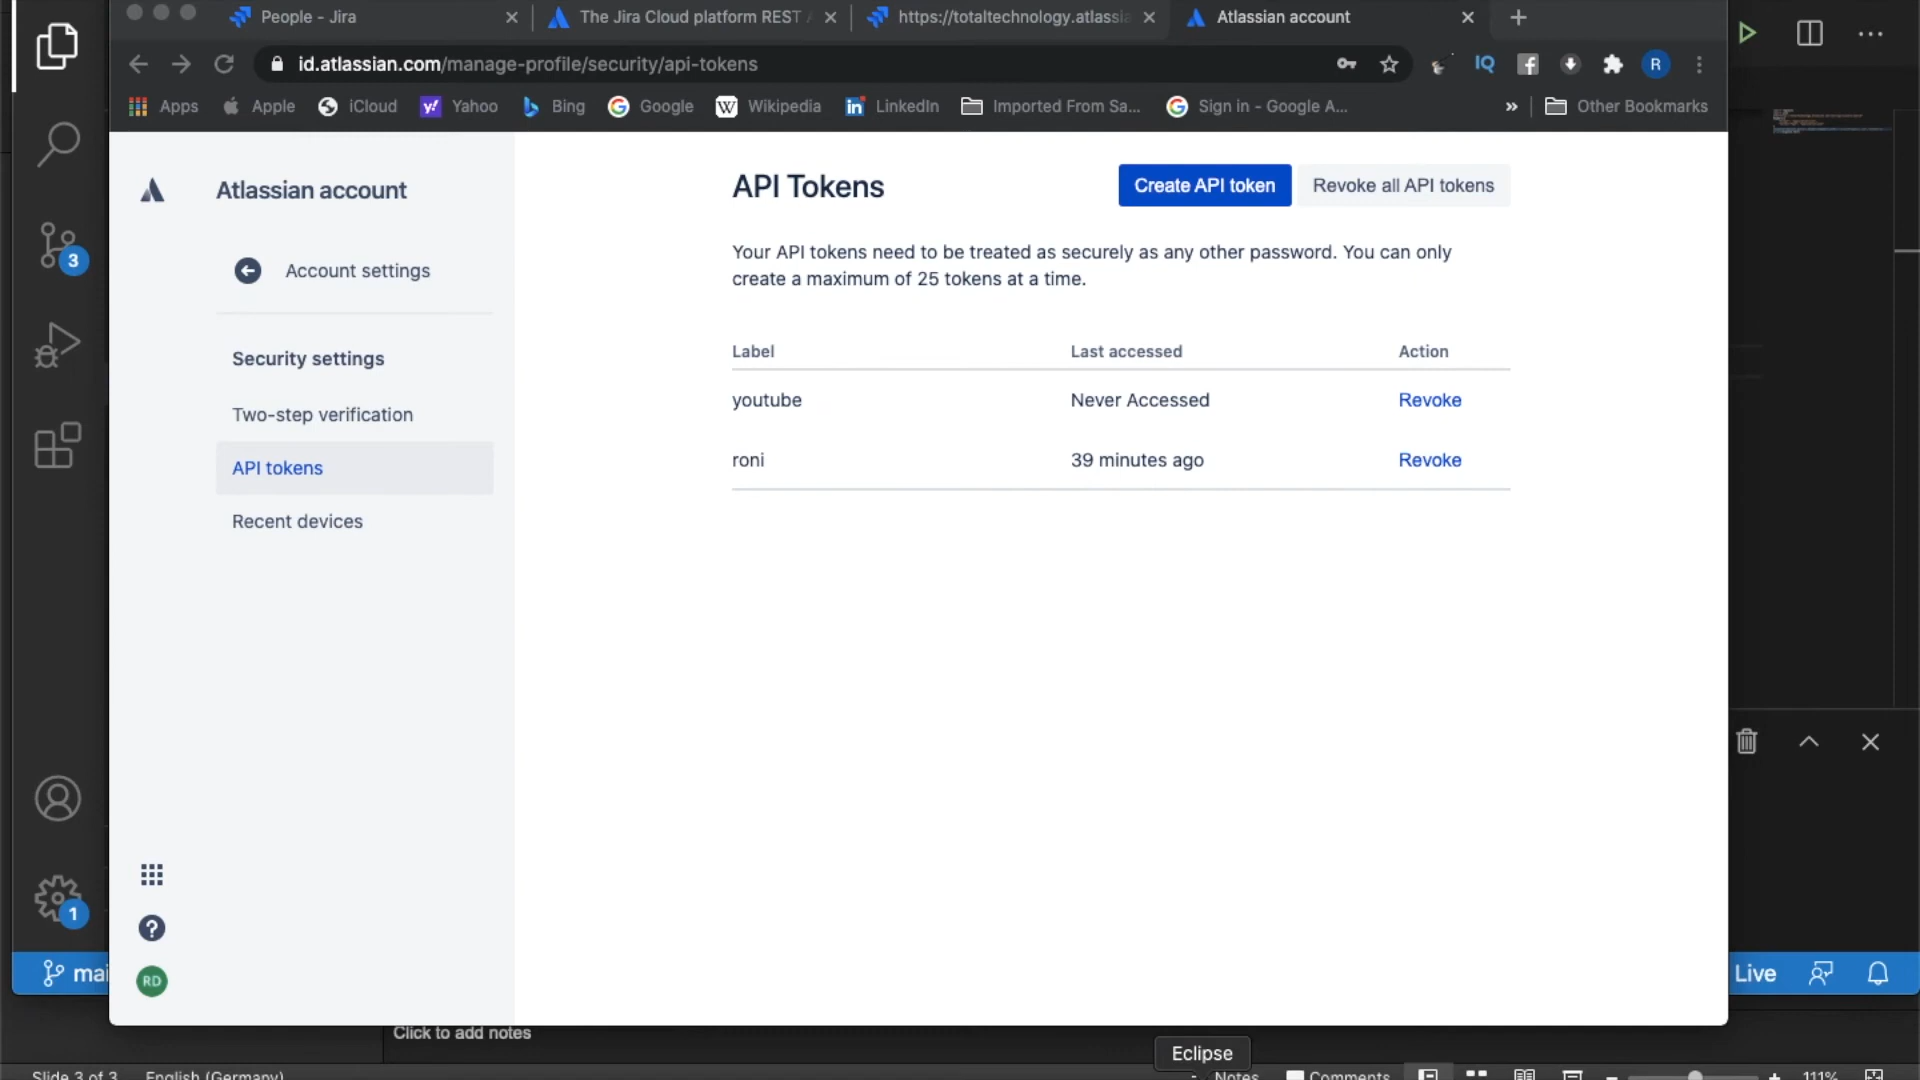 People - Jira
The Jira Cloud platform REST
https://totaltechnology.atlassia
Atlassian account
id.atlassian.com/manage-profile/security/api-tokens
IQ
R
Apps
Apple
iCloud
Yahoo
Bing
Google
Wikipedia
LinkedIn
Imported From Sa...
Sign in - Google A...
»
Other Bookmarks
Atlassian account
Account settings
Security settings
Two-step verification
API tokens
Recent devices
RD
API Tokens
Create API token
Revoke all API tokens
Your API tokens need to be treated as securely as any other password. You can only
create a maximum of 25 tokens at a time.
Label Last accessed Action
youtube Never Accessed Revoke
roni 39 minutes ago Revoke
3
1
mai
Live
Click to add notes
Eclipse
Slide 3 of 3
English (Germany)
Notes
Comments
111%